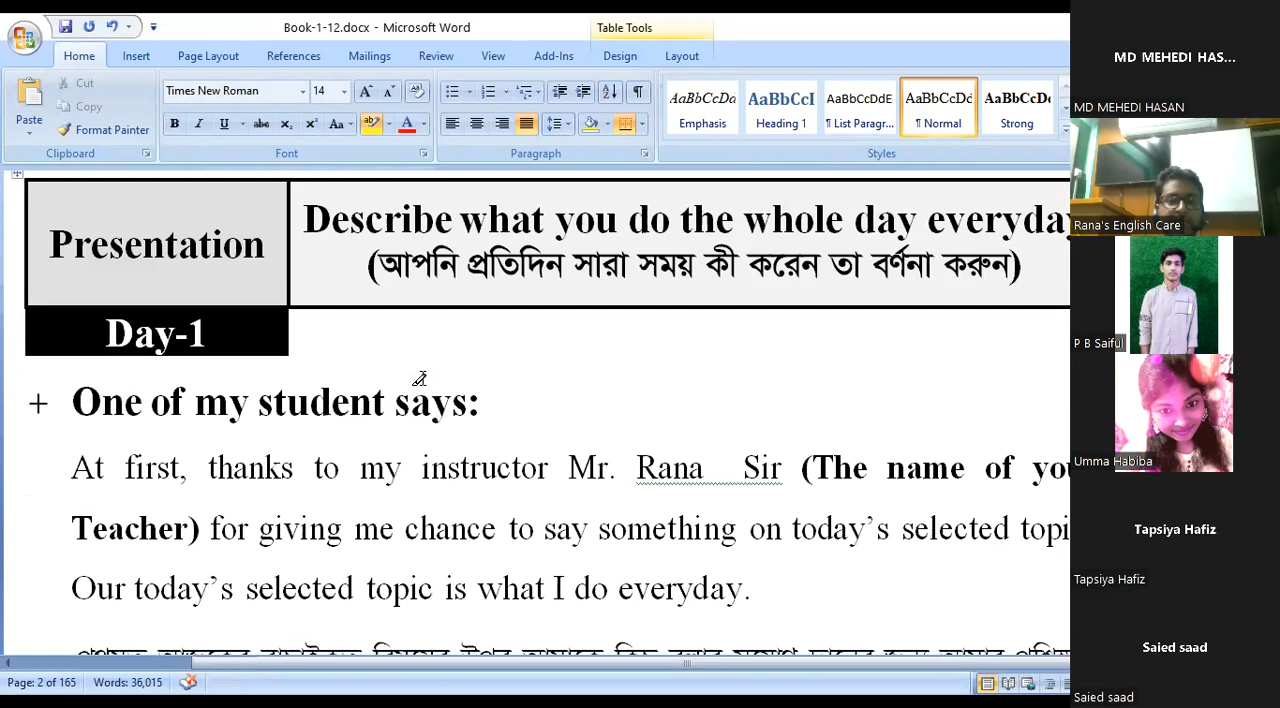 Book-1-12.docx - Microsoft Word
Table Tools
Home Insert Page Layout References Mailings Review View Add-Ins Design Layout
Paste
Cut
Copy
Format Painter
Clipboard
Times New Roman 14
Font
Paragraph
AaBbCcDd AaBbCcI AaBbCcDdE AaBbCcDc AaBbCcDc
Emphasis Heading 1 ¶ List Paragr... ¶ Normal Strong
Styles
Presentation
Describe what you do the whole day everyday
(আপনি প্রতিদিন সারা সময় কী করেন তা বর্ণনা করুন)
Day-1
+ One of my student says:
At first, thanks to my instructor Mr. Rana Sir (The name of
Teacher) for giving me chance to say something on today’s selected
Our today’s selected topic is what I do everyday.
Page: 2 of 165 Words: 36,015
MD MEHEDI HAS...
MD MEHEDI HASAN
Rana's English Care
P B Saiful
Umma Habiba
Tapsiya Hafiz
Tapsiya Hafiz
Saied saad
Saied saad